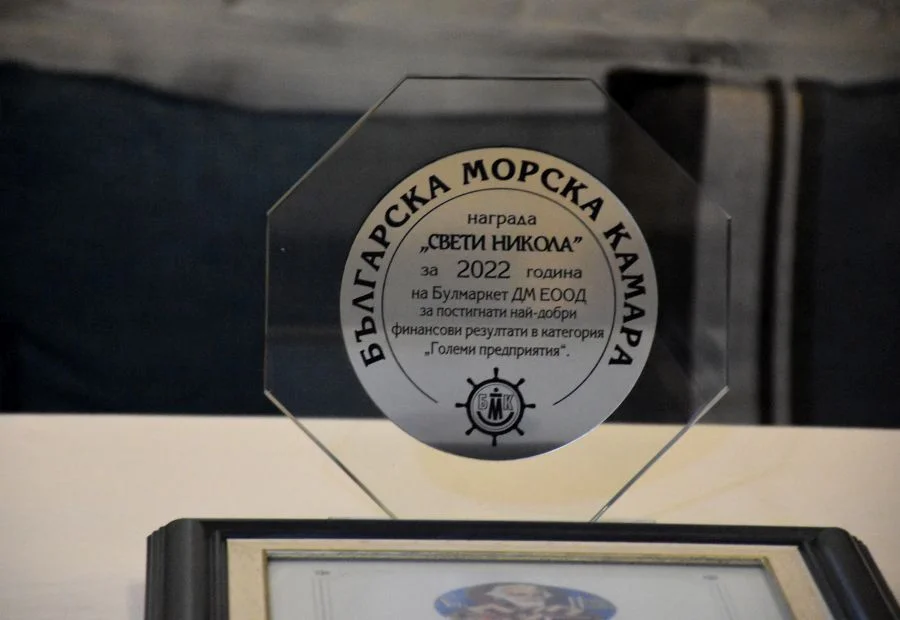 БЪЛГАРСКА МОРСКА КАМАРА
награда
„СВЕТИ НИКОЛА”
за 2022 година
на Булмаркет ДМ ЕООД
за постигнати най-добри
финансови резултати в категория
„Големи предприятия“.
БМК